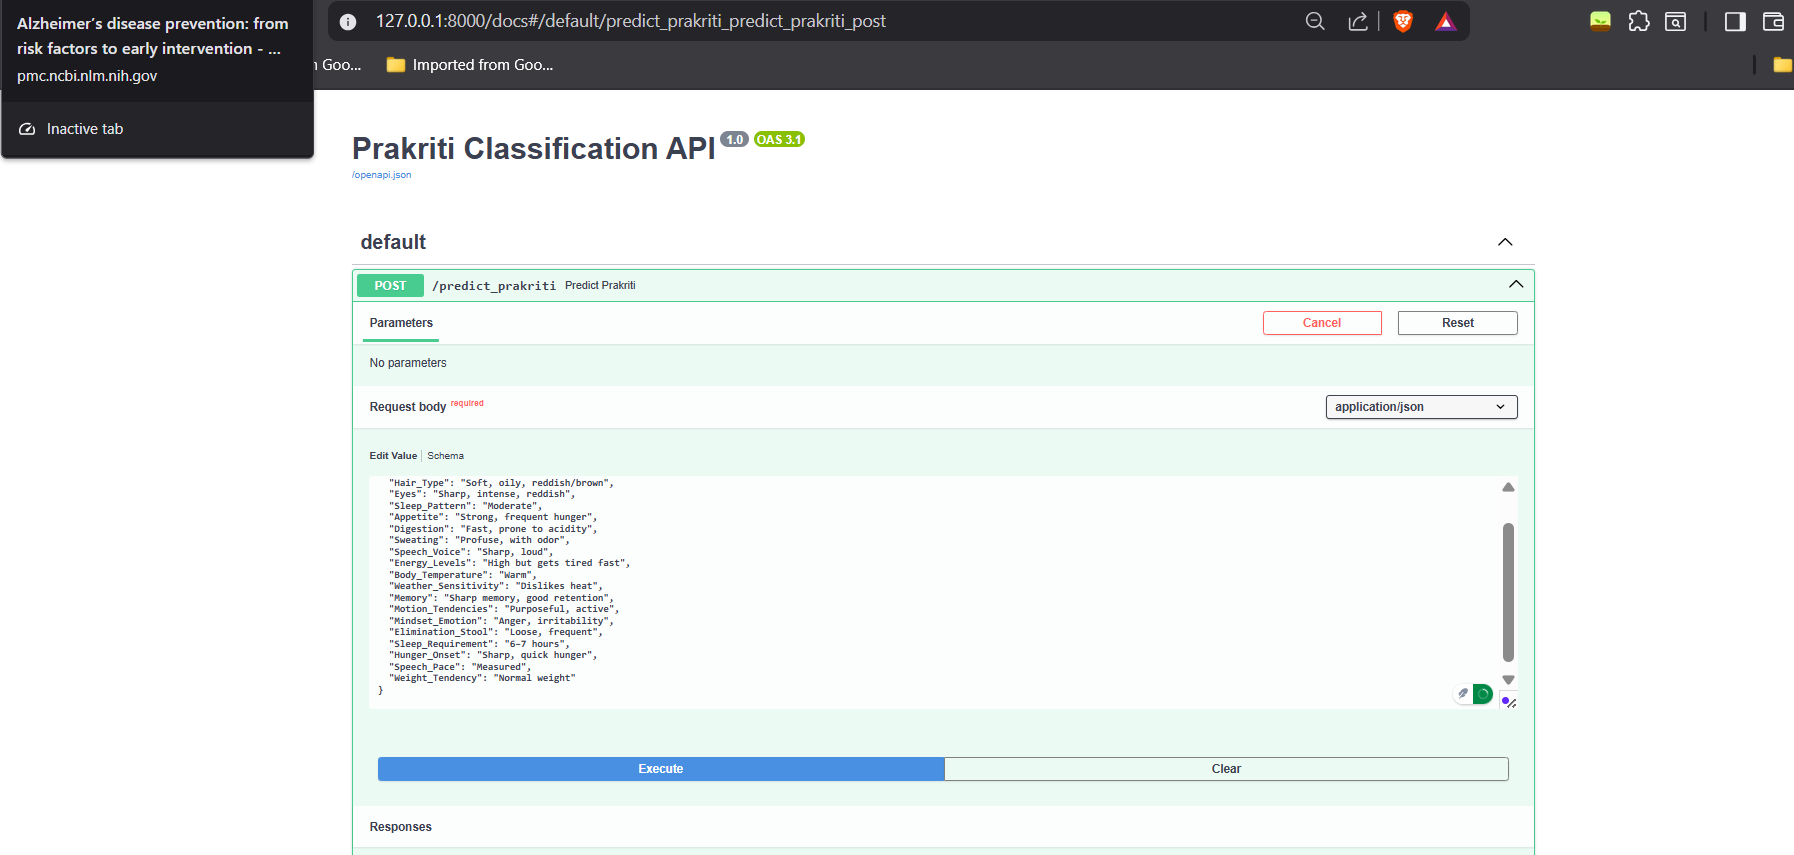 Alzheimer’s disease prevention: from
risk factors to early intervention - ...
pmc.ncbi.nlm.nih.gov
Inactive tab
127.0.0.1:8000/docs#/default/predict_prakriti_predict_prakriti_post
n Goo...
Imported from Goo...
Prakriti Classification API 1.0 OAS 3.1
/openapi.json
default
POST /predict_prakriti Predict Prakriti
Parameters
Cancel
Reset
No parameters
Request body required
application/json
Edit Value | Schema
"Hair_Type": "Soft, oily, reddish/brown",
"Eyes": "Sharp, intense, reddish",
"Sleep_Pattern": "Moderate",
"Appetite": "Strong, frequent hunger",
"Digestion": "Fast, prone to acidity",
"Sweating": "Profuse, with odor",
"Speech_Voice": "Sharp, loud",
"Energy_Levels": "High but gets tired fast",
"Body_Temperature": "Warm",
"Weather_Sensitivity": "Dislikes heat",
"Memory": "Sharp memory, good retention",
"Motion_Tendencies": "Purposeful, active",
"Mindset_Emotion": "Anger, irritability",
"Elimination_Stool": "Loose, frequent",
"Sleep_Requirement": "6-7 hours",
"Hunger_Onset": "Sharp, quick hunger",
"Speech_Pace": "Measured",
"Weight_Tendency": "Normal weight"
}
Execute
Clear
Responses